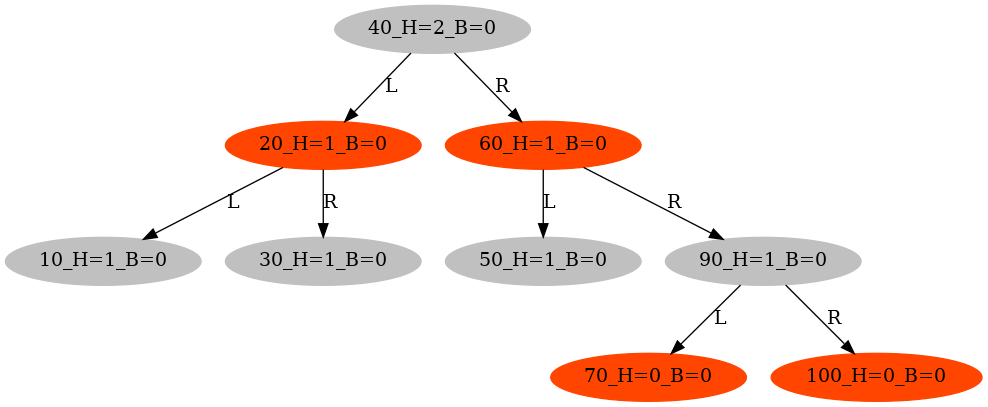 40_H=2_B=0
L
R
20_H=1_B=0
60_H=1_B=0
L
R
L
R
10_H=1_B=0
30_H=1_B=0
50_H=1_B=0
90_H=1_B=0
L
R
70_H=0_B=0
100_H=0_B=0